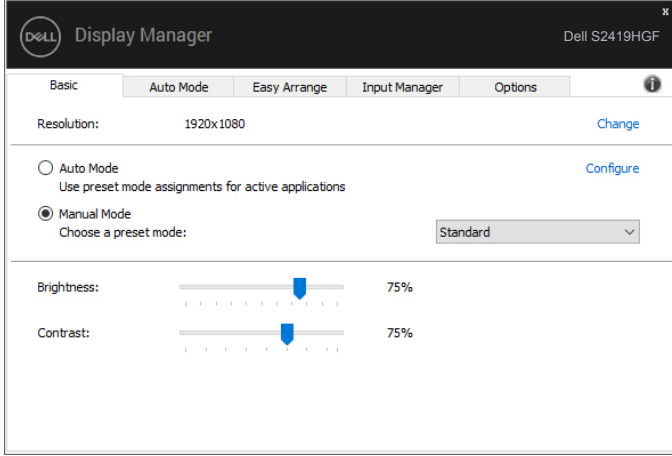 x
DELL Display Manager Dell S2419HGF
Basic Auto Mode Easy Arrange Input Manager Options i
Resolution: 1920x1080 Change
Auto Mode Configure
Use preset mode assignments for active applications
Manual Mode
Choose a preset mode: Standard
Brightness: 75%
Contrast: 75%